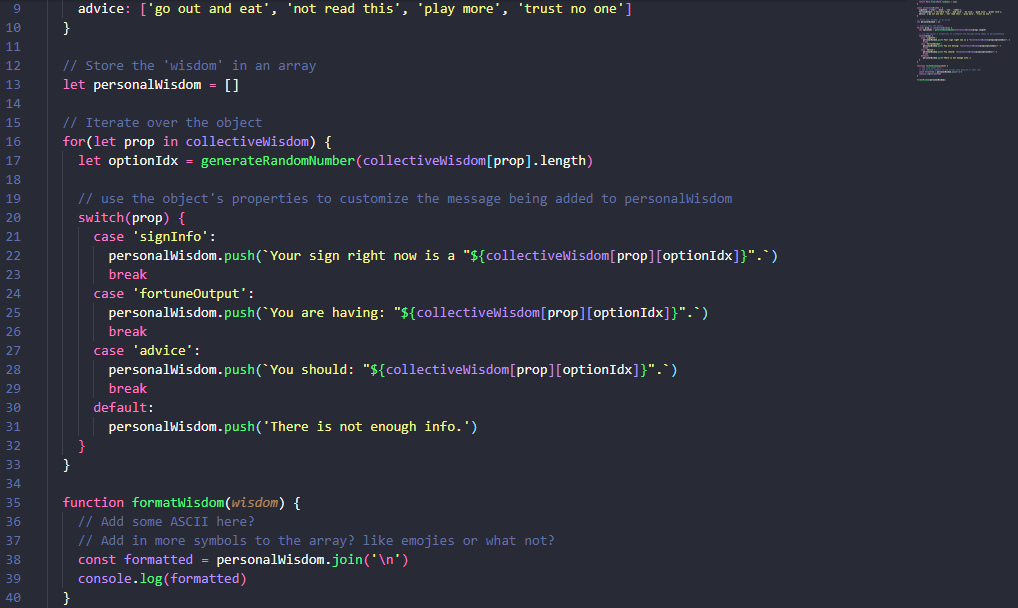 9 advice: ['go out and eat', 'not read this', 'play more', 'trust no one']
10 }
11
12 // Store the 'wisdom' in an array
13 let personalWisdom = []
14
15 // Iterate over the object
16 for(let prop in collectiveWisdom) {
17 let optionIdx = generateRandomNumber(collectiveWisdom[prop].length)
18
19 // use the object's properties to customize the message being added to personalWisdom
20 switch(prop) {
21 case 'signInfo':
22 personalWisdom.push(`Your sign right now is a "${collectiveWisdom[prop][optionIdx]}".`)
23 break
24 case 'fortuneOutput':
25 personalWisdom.push(`You are having: "${collectiveWisdom[prop][optionIdx]}".`)
26 break
27 case 'advice':
28 personalWisdom.push(`You should: "${collectiveWisdom[prop][optionIdx]}".`)
29 break
30 default:
31 personalWisdom.push('There is not enough info.')
32 }
33 }
34
35 function formatWisdom(wisdom) {
36 // Add some ASCII here?
37 // Add in more symbols to the array? like emojies or what not?
38 const formatted = personalWisdom.join('\n')
39 console.log(formatted)
40 }